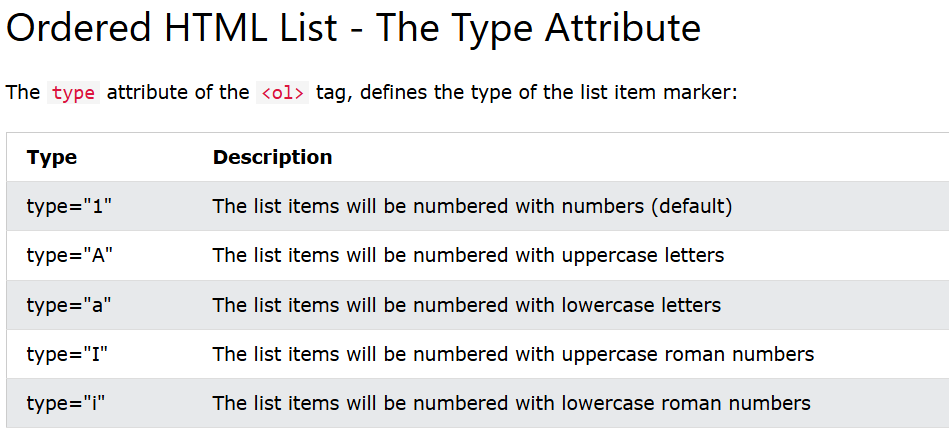 Ordered HTML List - The Type Attribute
The type attribute of the <ol> tag, defines the type of the list item marker:
Type Description
type="1" The list items will be numbered with numbers (default)
type="A" The list items will be numbered with uppercase letters
type="a" The list items will be numbered with lowercase letters
type="I" The list items will be numbered with uppercase roman numbers
type="i" The list items will be numbered with lowercase roman numbers